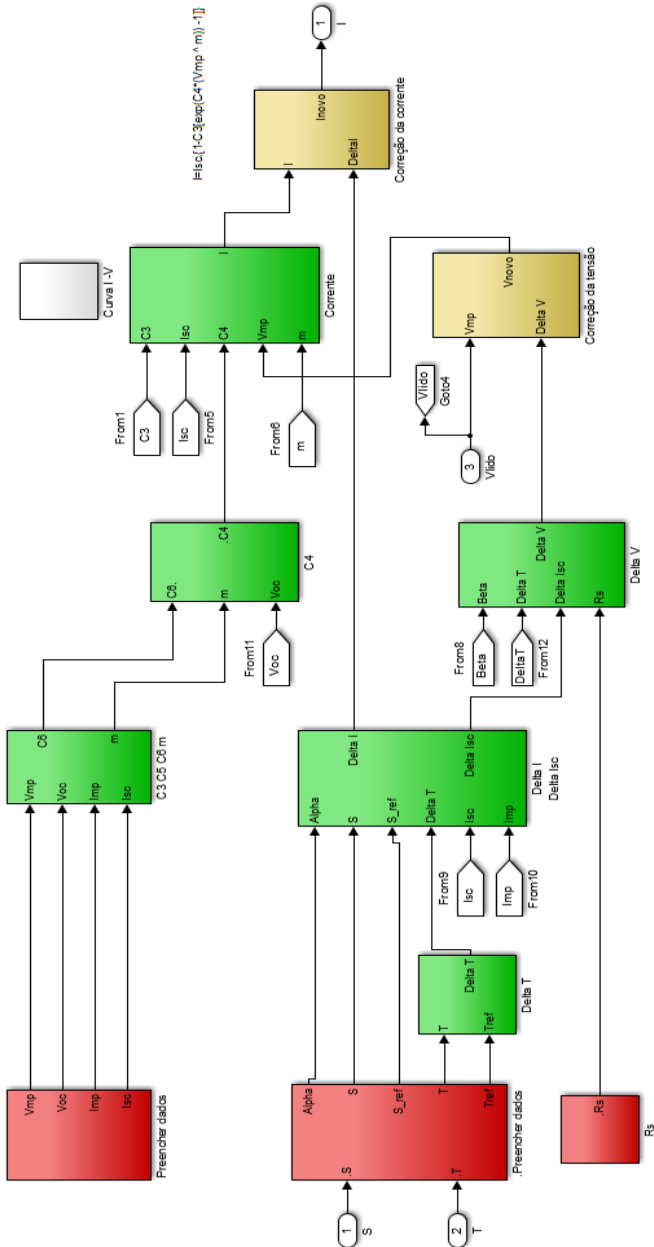 Vmp
Voc
Imp
Isc
Preencher dados
Vmp
Voc
Imp
Isc
C6
m
C3 C5 C6 m
C6.
m
Voc
.C4
C4
From11
Voc
From1
C3
Isc
From5
From6
m
C3
Isc
C4
Vmp
m
I
Corrente
Curva I -V
I=Isc{1-C3[exp(C4*(Vmp ^ m)) -1]}
I
DeltaI
Inovo
Correção da corrente
1
I
1
S
2
T
.S
.T
Alpha
S
S_ref
T
Tref
.Preencher dados
T
Tref
Delta T
Delta T
Alpha
S
S_ref
Delta T
Isc
Imp
Delta I
Delta Isc
Delta I
Delta Isc
From9
Isc
Imp
From10
From8
Beta
DeltaT
From12
Beta
Delta T
Delta Isc
Rs
Delta V
Delta V
3
Vlido
Vlido
Goto4
Vmp
Delta V
Vnovo
Correção da tensão
.Rs
Rs